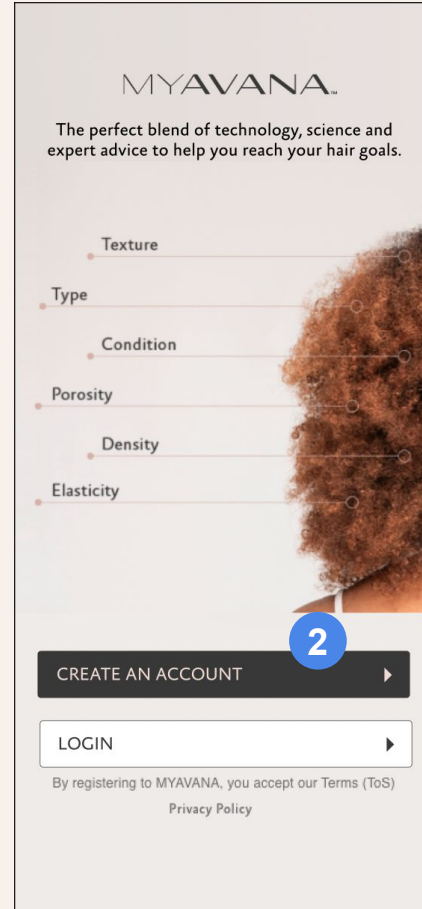 MYAVANA™
The perfect blend of technology, science and
expert advice to help you reach your hair goals.
Texture
Type
Condition
Porosity
Density
Elasticity
2
CREATE AN ACCOUNT
LOGIN
By registering to MYAVANA, you accept our Terms (ToS)
Privacy Policy